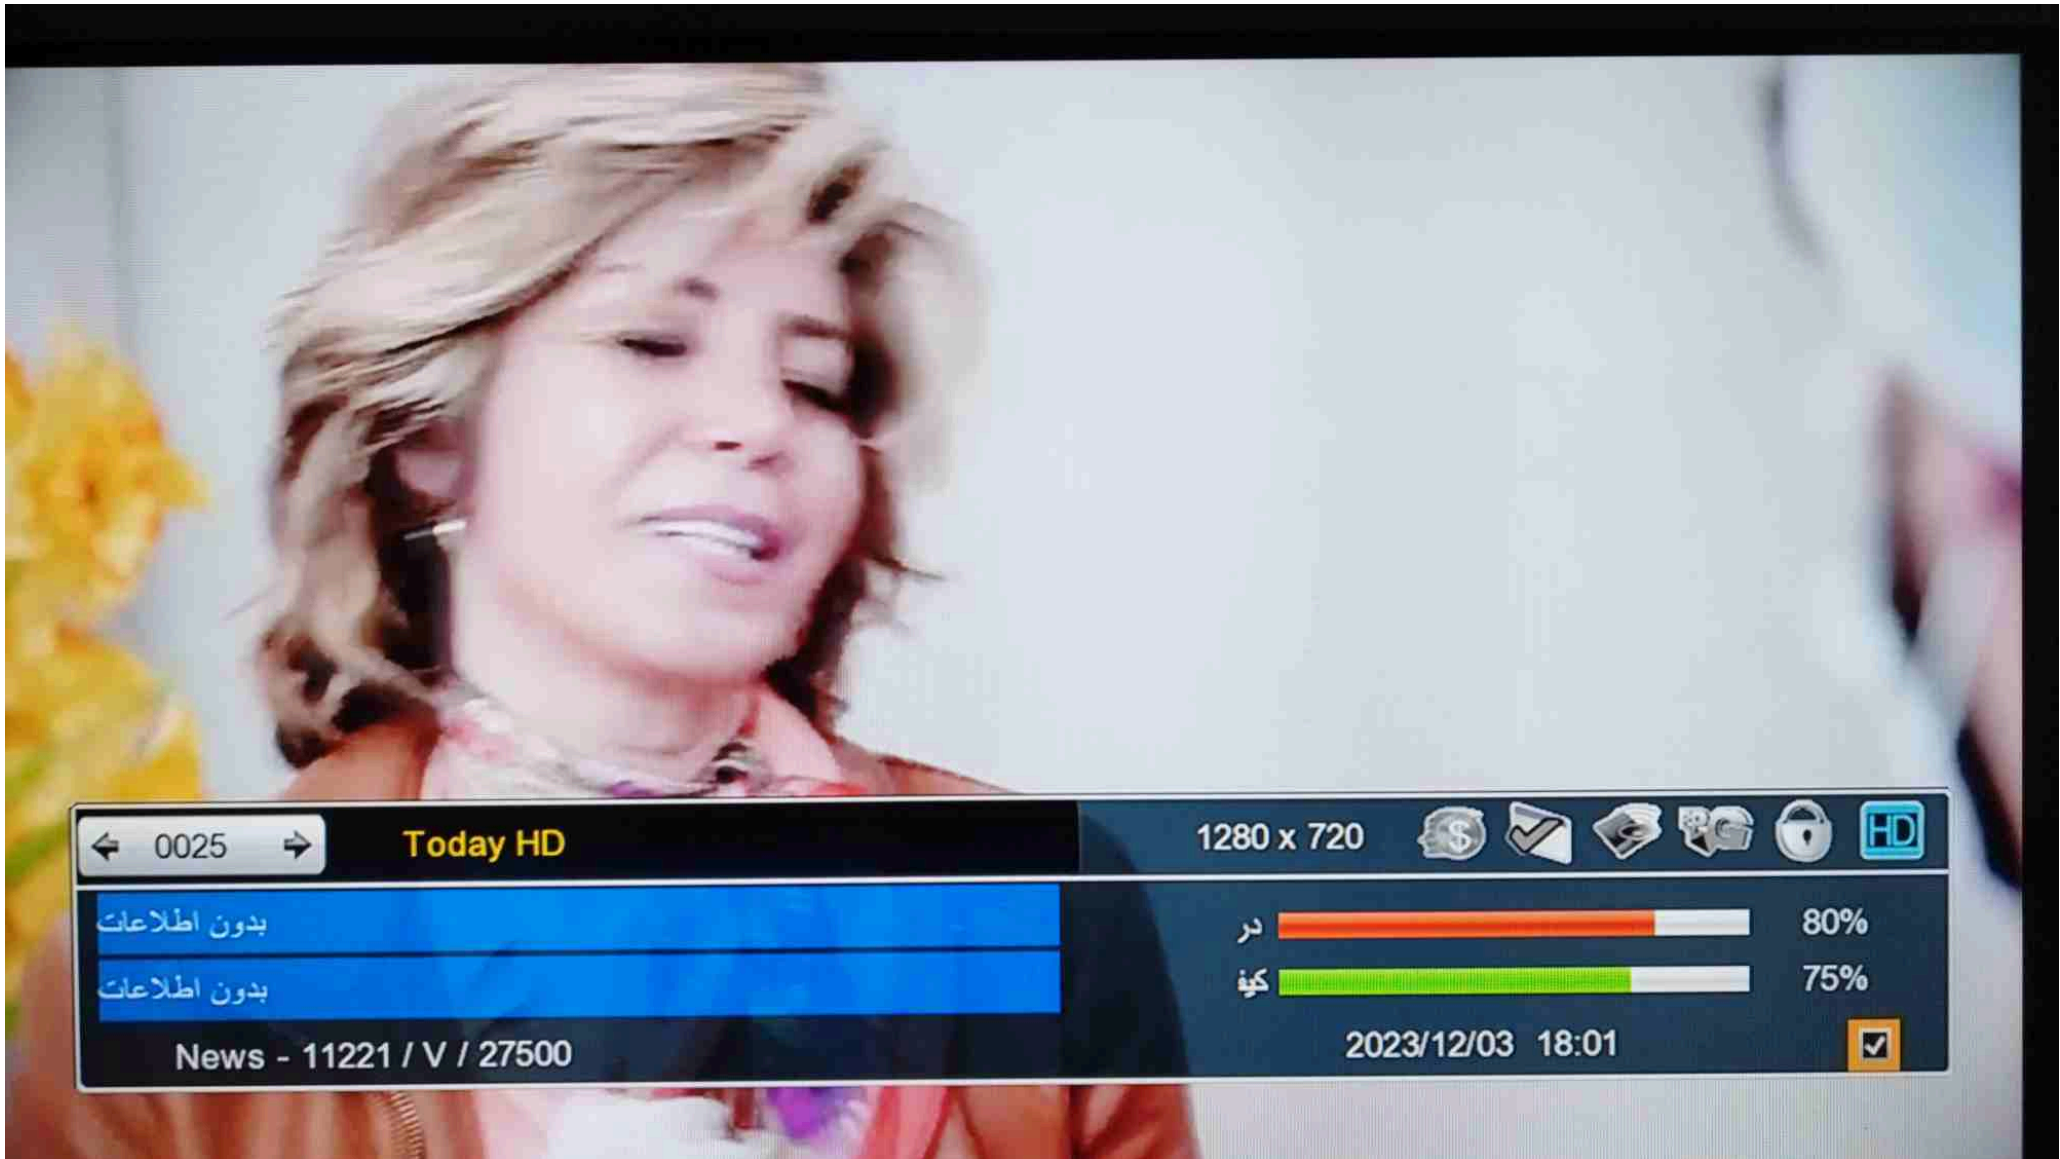 0025 Today HD 1280 x 720 HD
بدون اطلاعات
در 80%
بدون اطلاعات
كيف 75%
News - 11221 / V / 27500 2023/12/03 18:01